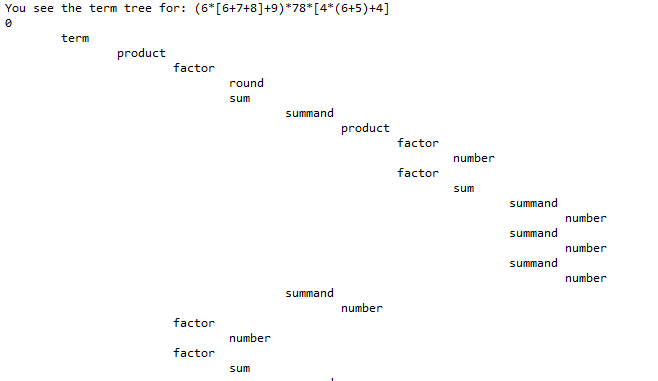 You see the term tree for: (6*[6+7+8]+9)*78*[4*(6+5)+4]
0
term
product
factor
round
sum
summand
product
factor
number
factor
sum
summand
number
summand
number
summand
number
summand
number
factor
number
factor
sum